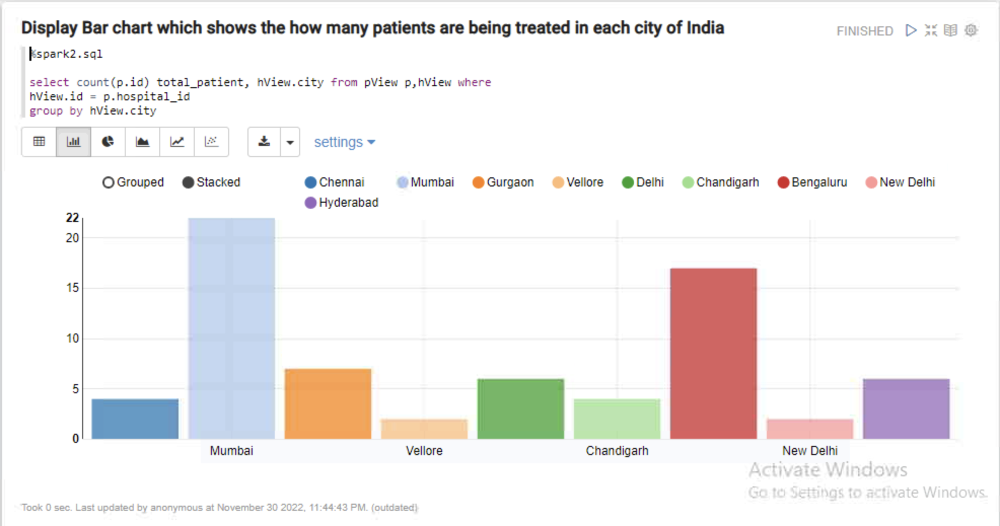 Display Bar chart which shows the how many patients are being treated in each city of India
FINISHED
%spark2.sql
select count(p.id) total_patient, hView.city from pView p,hView where
hView.id = p.hospital_id
group by hView.city
settings
Grouped Stacked Chennai Mumbai Gurgaon Vellore Delhi Chandigarh Bengaluru New Delhi
Hyderabad
22
20
15
10
5
0
Mumbai Vellore Chandigarh New Delhi
Activate Windows
Go to Settings to activate Windows.
Took 0 sec. Last updated by anonymous at November 30 2022, 11:44:43 PM. (outdated)